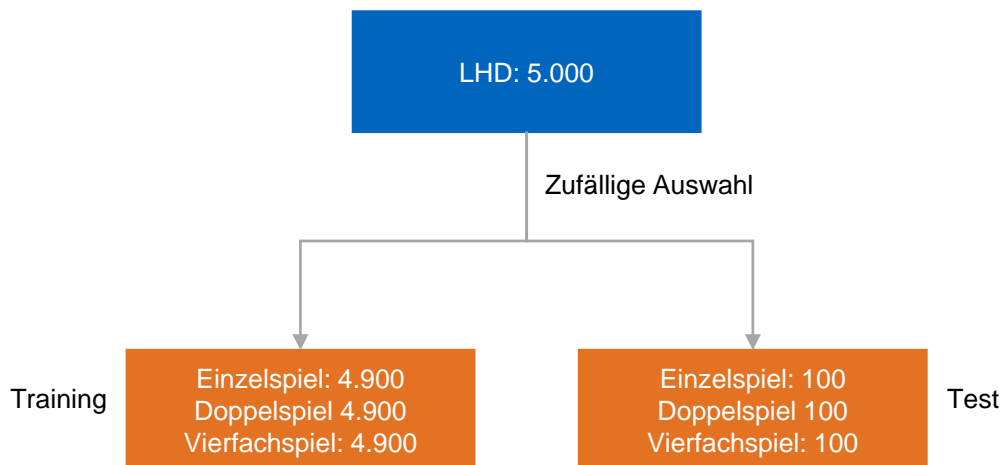 LHD: 5.000
Zufällige Auswahl
Training
Einzelspiel: 4.900
Doppelspiel 4.900
Vierfachspiel: 4.900
Einzelspiel: 100
Doppelspiel 100
Vierfachspiel: 100
Test